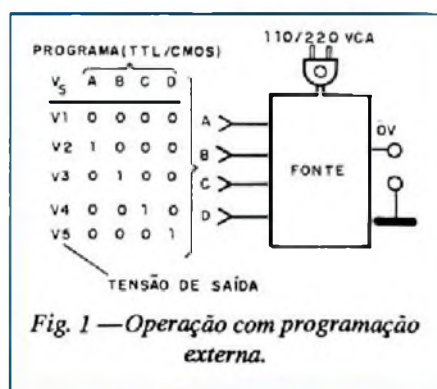 110/220 VCA
PROGRAMA(TTL/CMOS)
VS A B C D
V1 0 0 0 0
V2 1 0 0 0
V3 0 1 0 0
V4 0 0 1 0
V5 0 0 0 1
A
B
C
D
FONTE
0V
TENSÃO DE SAÍDA
Fig. 1 —Operação com programação
externa.